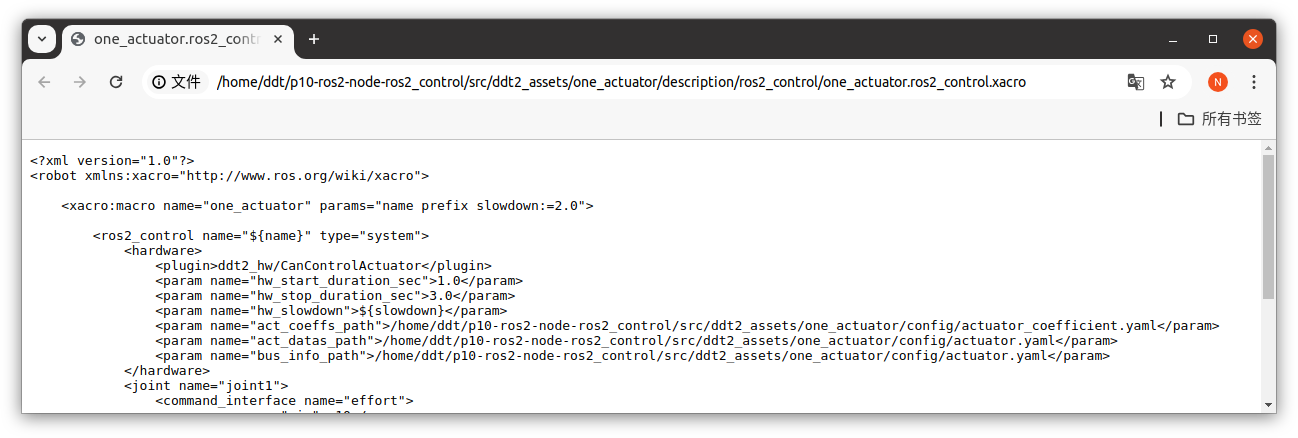 one_actuator.ros2_contr
文件 /home/ddt/p10-ros2-node-ros2_control/src/ddt2_assets/one_actuator/description/ros2_control/one_actuator.ros2_control.xacro
N
所有书签
<?xml version="1.0"?>
<robot xmlns:xacro="http://www.ros.org/wiki/xacro">
<xacro:macro name="one_actuator" params="name prefix slowdown:=2.0">
<ros2_control name="${name}" type="system">
<hardware>
<plugin>ddt2_hw/CanControlActuator</plugin>
<param name="hw_start_duration_sec">1.0</param>
<param name="hw_stop_duration_sec">3.0</param>
<param name="hw_slowdown">${slowdown}</param>
<param name="act_coeffs_path">/home/ddt/p10-ros2-node-ros2_control/src/ddt2_assets/one_actuator/config/actuator_coefficient.yaml</param>
<param name="act_datas_path">/home/ddt/p10-ros2-node-ros2_control/src/ddt2_assets/one_actuator/config/actuator.yaml</param>
<param name="bus_info_path">/home/ddt/p10-ros2-node-ros2_control/src/ddt2_assets/one_actuator/config/actuator.yaml</param>
</hardware>
<joint name="joint1">
<command_interface name="effort">